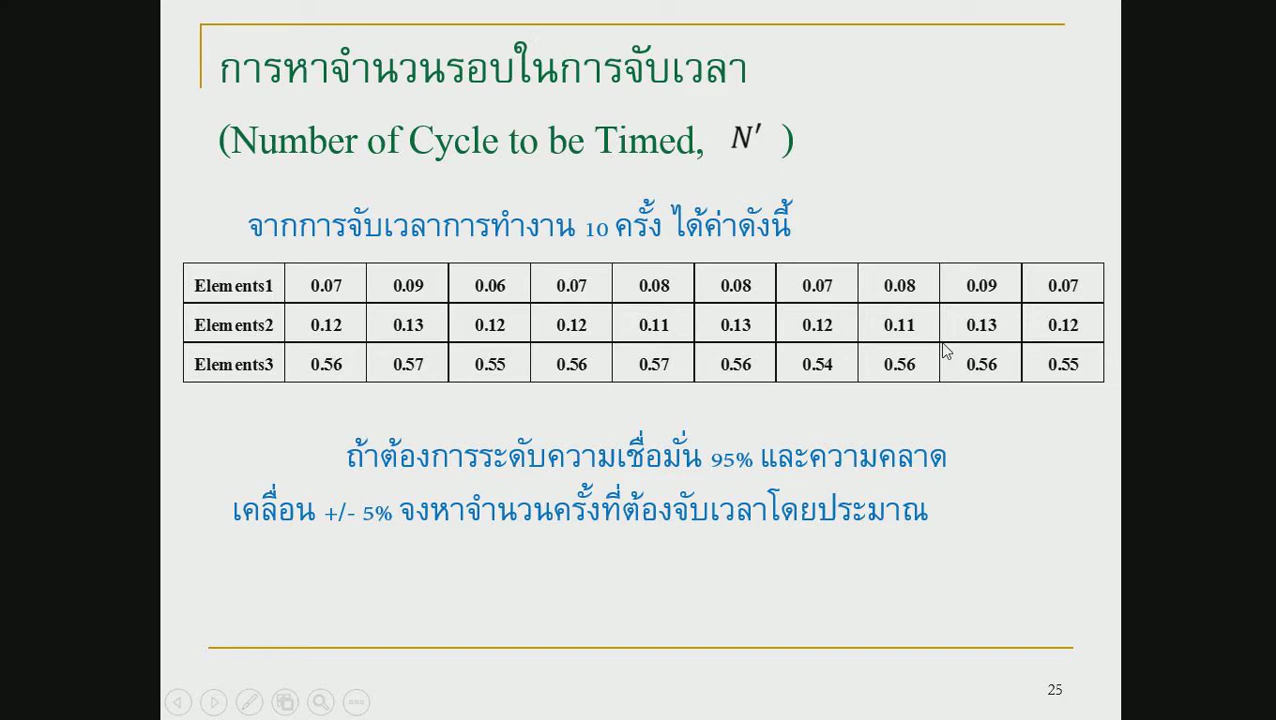 การหาจำนวนรอบในการจับเวลา
(Number of Cycle to be Timed, N′ )
จากการจับเวลาการทำงาน 10 ครั้ง ได้ค่าดังนี้
Elements1 0.07 0.09 0.06 0.07 0.08 0.08 0.07 0.08 0.09 0.07
Elements2 0.12 0.13 0.12 0.12 0.11 0.13 0.12 0.11 0.13 0.12
Elements3 0.56 0.57 0.55 0.56 0.57 0.56 0.54 0.56 0.56 0.55
ถ้าต้องการระดับความเชื่อมั่น 95% และความคลาด
เคลื่อน +/- 5% จงหาจำนวนครั้งที่ต้องจับเวลาโดยประมาณ
25